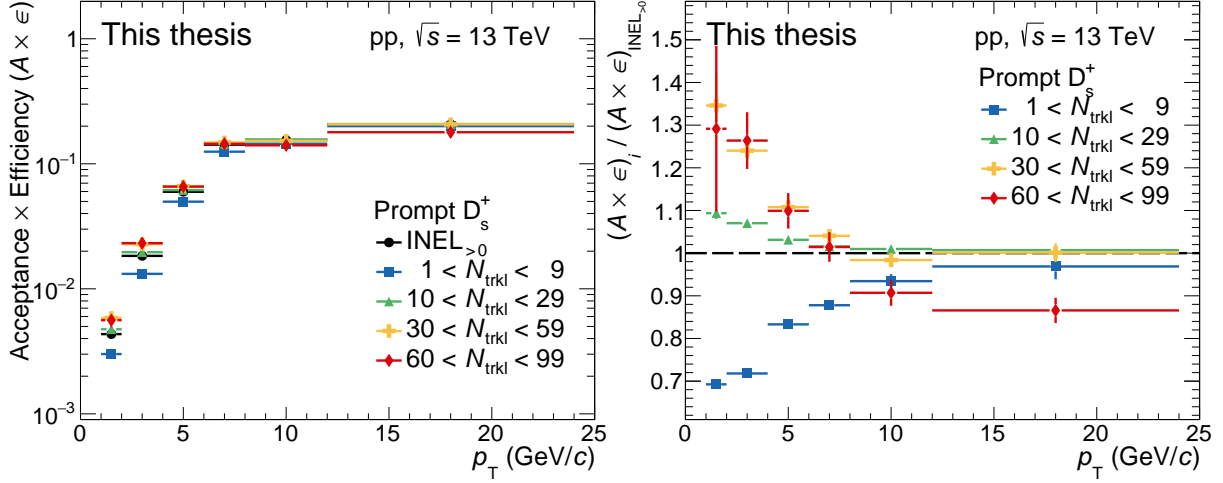 This thesis
pp, √s = 13 TeV
Acceptance × Efficiency (A × ϵ)
1
10⁻¹
10⁻²
10⁻³
Prompt D⁺ₛ
INEL>0
1 < Nₜᵣₖₗ < 9
10 < Nₜᵣₖₗ < 29
30 < Nₜᵣₖₗ < 59
60 < Nₜᵣₖₗ < 99
0 5 10 15 20 25
p_T (GeV/c)
This thesis
pp, √s = 13 TeV
(A × ϵ)ᵢ / (A × ϵ)INEL>0
1.5
1.4
1.3
1.2
1.1
1
0.9
0.8
0.7
Prompt D⁺ₛ
1 < Nₜᵣₖₗ < 9
10 < Nₜᵣₖₗ < 29
30 < Nₜᵣₖₗ < 59
60 < Nₜᵣₖₗ < 99
0 5 10 15 20 25
p_T (GeV/c)